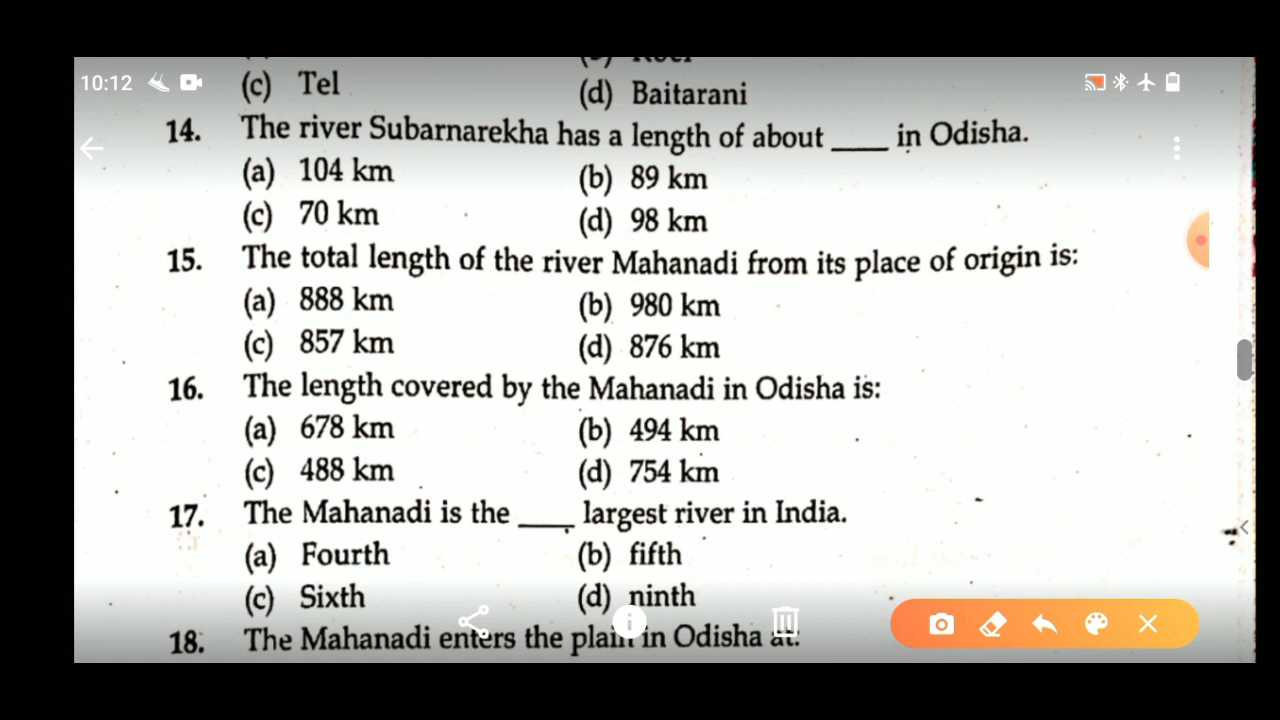 10:12
(c) Tel
(d) Baitarani
14. The river Subarnarekha has a length of about ____ in Odisha.
(a) 104 km (b) 89 km
(c) 70 km (d) 98 km
15. The total length of the river Mahanadi from its place of origin is:
(a) 888 km (b) 980 km
(c) 857 km (d) 876 km
16. The length covered by the Mahanadi in Odisha is:
(a) 678 km (b) 494 km
(c) 488 km (d) 754 km
17. The Mahanadi is the ____ largest river in India.
(a) Fourth (b) fifth
(c) Sixth (d) ninth
18. The Mahanadi enters the plain in Odisha at: